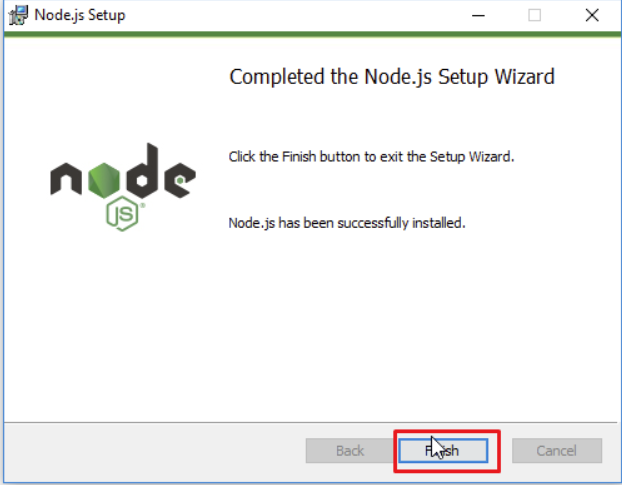 Node.js Setup
Completed the Node.js Setup Wizard
Click the Finish button to exit the Setup Wizard.
node
JS
Node.js has been successfully installed.
Back
Finish
Cancel